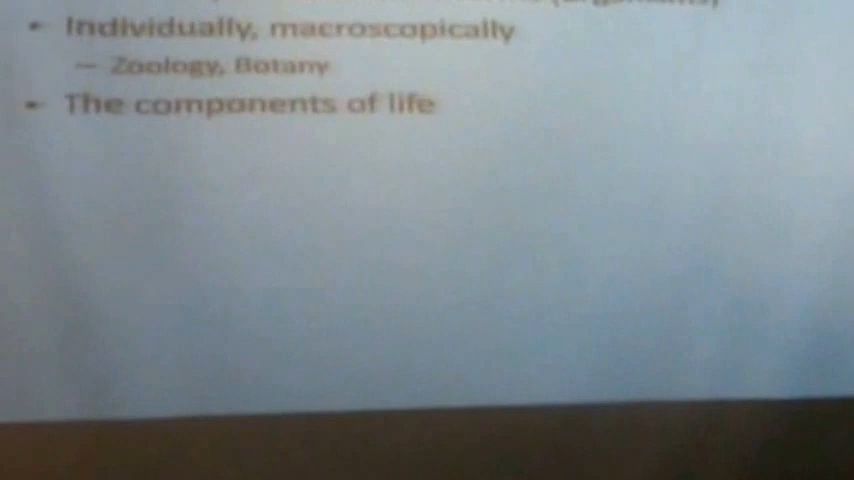 • Individually, macroscopically
– Zoology, Botany
• The components of life